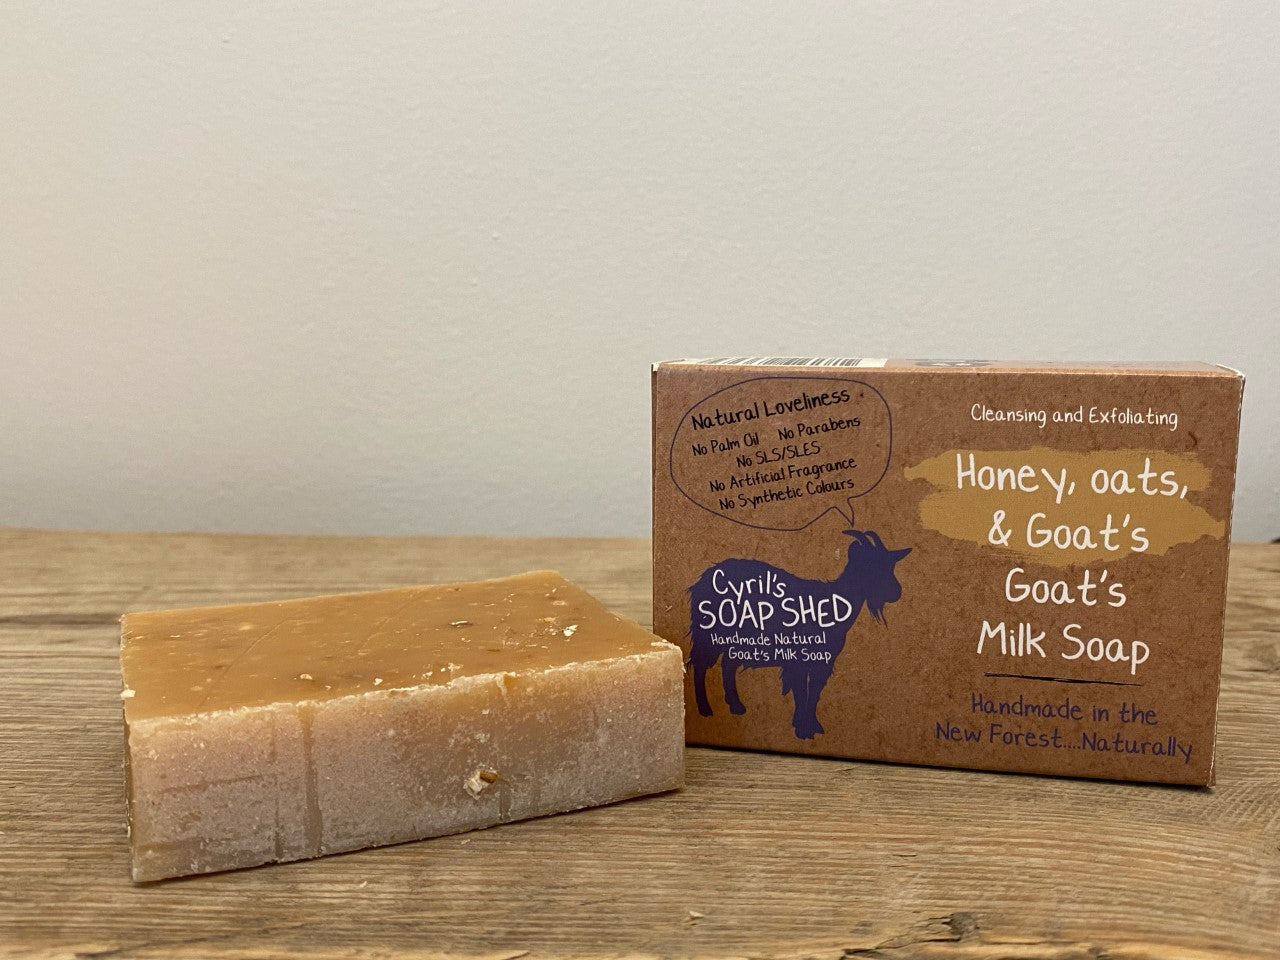 Natural Loveliness
No Palm Oil No Parabens
No SLS/SLES
No Artificial Fragrance
No Synthetic Colours
Cyril's
SOAP SHED
Handmade Natural
Goat's Milk Soap
Cleansing and Exfoliating
Honey, oats,
& Goat's
Goat's
Milk Soap
Handmade in the
New Forest....Naturally